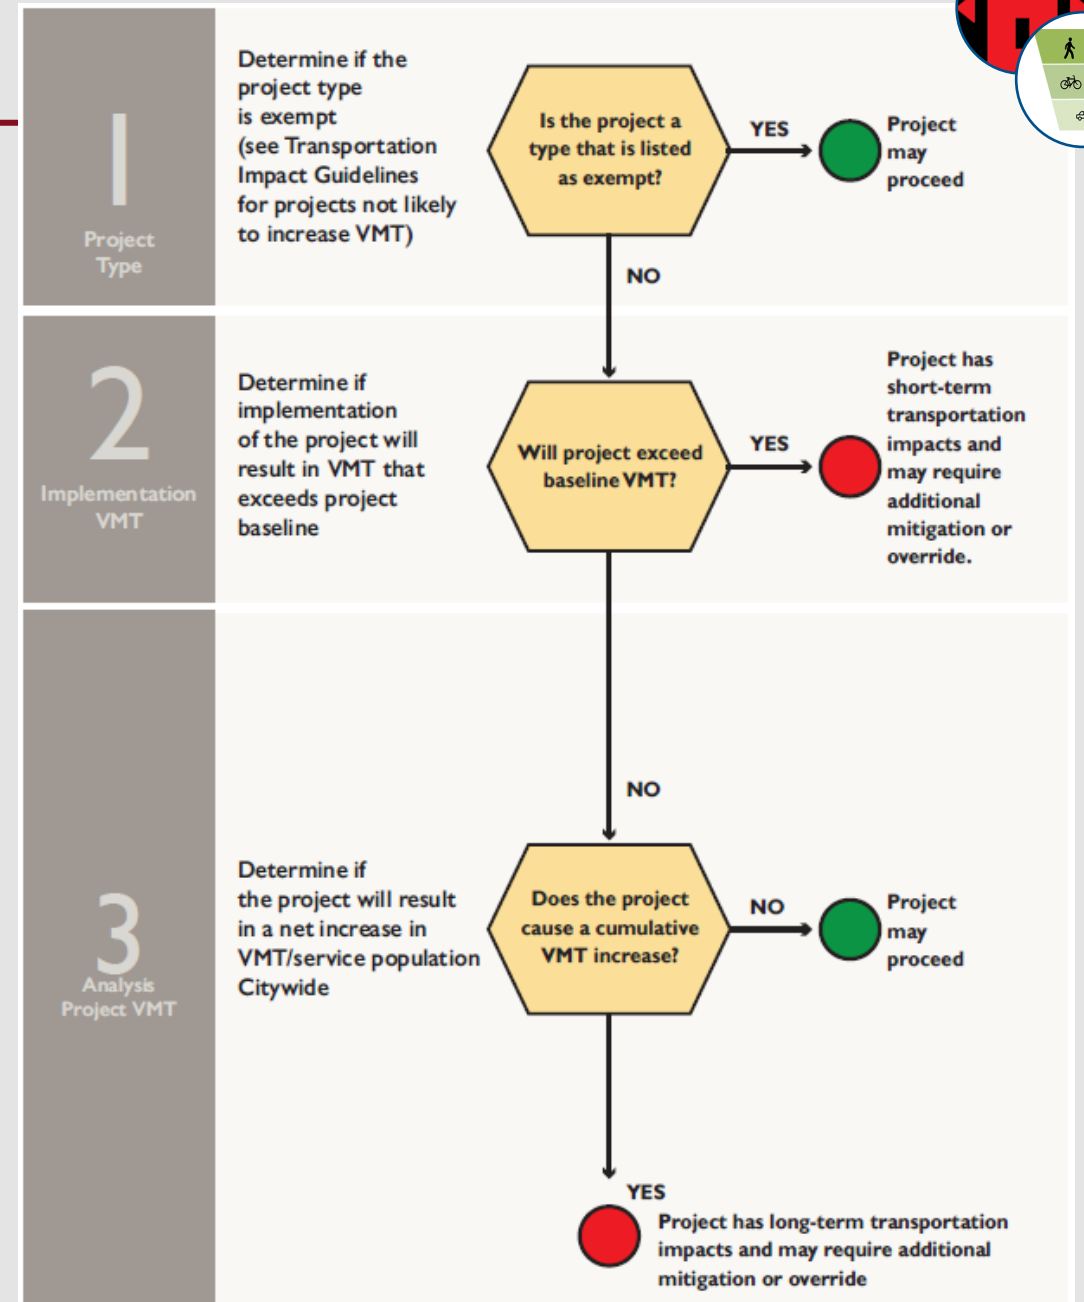 1
Project
Type
Determine if the
project type
is exempt
(see Transportation
Impact Guidelines
for projects not likely
to increase VMT)
Is the project a
type that is listed
as exempt?
YES
Project
may
proceed
NO
2
Implementation
VMT
Determine if
implementation
of the project will
result in VMT that
exceeds project
baseline
Will project exceed
baseline VMT?
YES
Project has
short-term
transportation
impacts and
may require
additional
mitigation or
override.
NO
3
Analysis
Project VMT
Determine if
the project will result
in a net increase in
VMT/service population
Citywide
Does the project
cause a cumulative
VMT increase?
NO
Project
may
proceed
YES
Project has long-term transportation
impacts and may require additional
mitigation or override